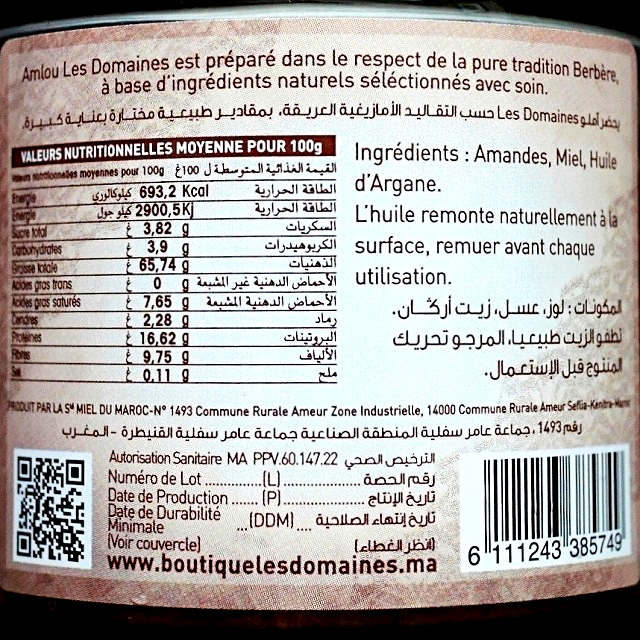 Amlou Les Domaines est préparé dans le respect de la pure tradition Berbère,
à base d'ingrédients naturels séléctionnés avec soin.
يحضر أملو Les Domaines حسب التقاليد الأمازيغية العريقة، بمقادير طبيعية مختارة بعناية كبيرة.
VALEURS NUTRITIONNELLES MOYENNE POUR 100g
Valeurs nutritionnelles moyennes pour 100g القيمة الغذائية المتوسطة ل 100غ
Energie كيلوكالوري 693,2 Kcal الطاقة الحرارية
Energie كيلو جول 2900,5Kj الطاقة الحرارية
Sucre total غ 3,82 g السكريات
Carbohydrates غ 3,9 g الكربوهيدرات
Graisse totale غ 65,74 g الذهنيات
Acides gras trans غ 0 g الأحماض الدهنية غير المشبعة
Acides gras saturés غ 7,65 g الأحماض الدهنية المشبعة
Cendres غ 2,28 g رماد
Protéines غ 16,62 g البروتينات
Fibres غ 9,75 g الألياف
Sel غ 0,11 g ملح
Ingrédients : Amandes, Miel, Huile
d'Argane.
L'huile remonte naturellement à la
surface, remuer avant chaque
utilisation.
المكونات : لوز، عسل، زيت أركان.
تطفو الزيت طبيعيا، المرجو تحريك
المنتوج قبل الإستعمال.
PRODUIT PAR LA Sté MIEL DU MAROC-N° 1493 Commune Rurale Ameur Zone Industrielle, 14000 Commune Rurale Ameur Seflia-Kenitra-Maroc
رقم 1493، جماعة عامر سفلية المنطقة الصناعية جماعة عامر سفلية القنيطرة - المغرب
Autorisation Sanitaire MA PPV.60.147.22 الترخيص الصحي
Numéro de Lot ........ (L) ........ رقم الحصة
Date de Production ...... (P) ........ تاريخ الإنتاج
Date de Durabilité
Minimale ...(DDM).... تاريخ إنتهاء الصلاحية
(Voir couvercle) (انظر الغطاء)
www.boutiquelesdomaines.ma
6 111243 385749